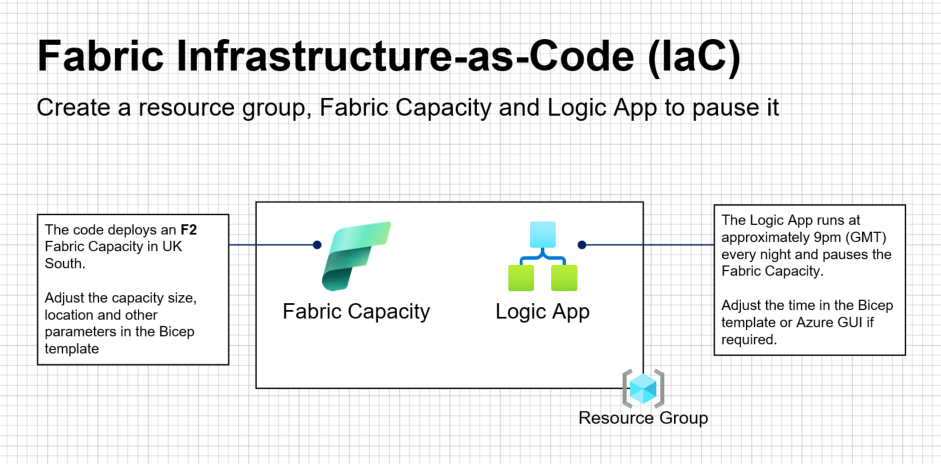 Fabric Infrastructure-as-Code (IaC)
Create a resource group, Fabric Capacity and Logic App to pause it
The code deploys an F2
Fabric Capacity in UK
South.
Adjust the capacity size,
location and other
parameters in the Bicep
template
Fabric Capacity
Logic App
The Logic App runs at
approximately 9pm (GMT)
every night and pauses the
Fabric Capacity.
Adjust the time in the Bicep
template or Azure GUI if
required.
Resource Group